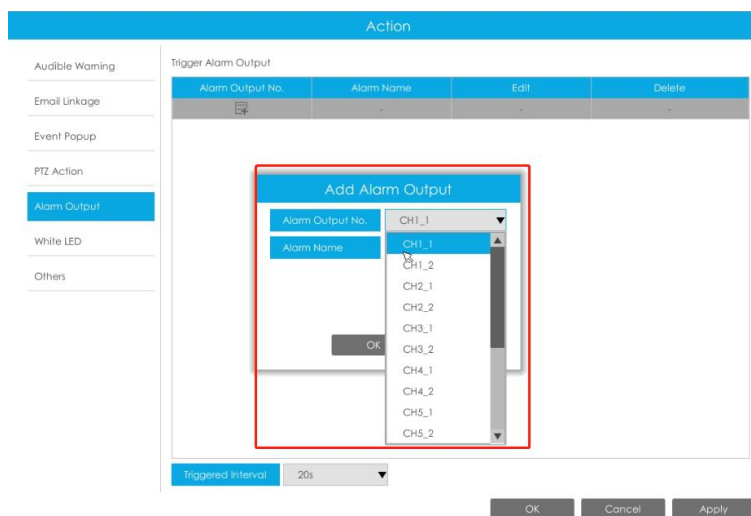 Action
Audible Warning
Email Linkage
Event Popup
PTZ Action
Alarm Output
White LED
Others
Trigger Alarm Output
Alarm Output No. Alarm Name Edit Delete
- - -
Add Alarm Output
Alarm Output No. CH1_1
Alarm Name
CH1_1
CH1_2
CH2_1
CH2_2
CH3_1
CH3_2
CH4_1
CH4_2
CH5_1
CH5_2
OK
Triggered Interval 20s
OK Cancel Apply